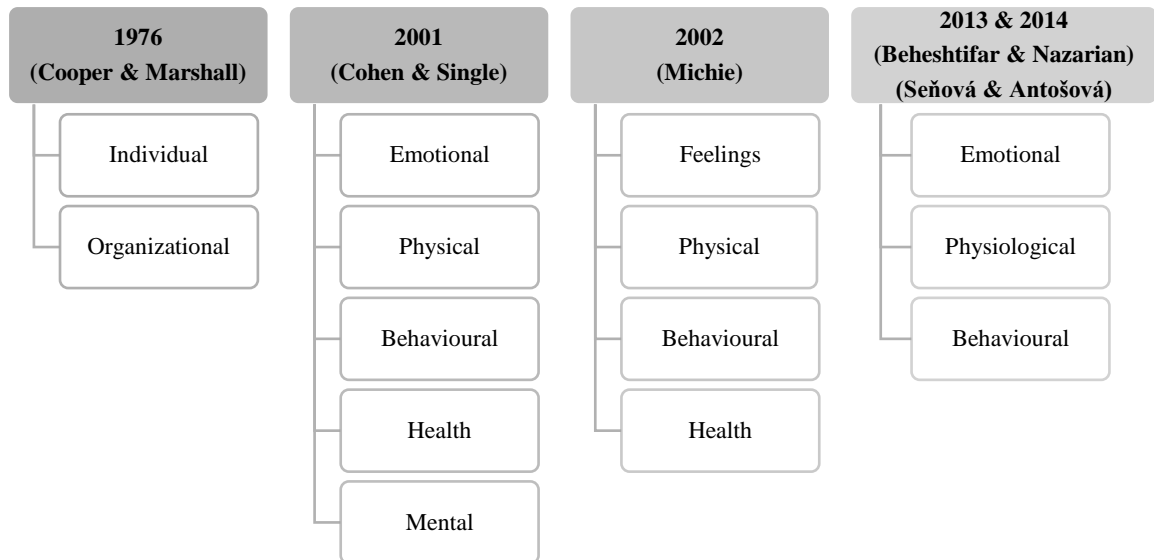 1976
(Cooper & Marshall)
Individual
Organizational
2001
(Cohen & Single)
Emotional
Physical
Behavioural
Health
Mental
2002
(Michie)
Feelings
Physical
Behavioural
Health
2013 & 2014
(Beheshtifar & Nazarian)
(Seňová & Antošová)
Emotional
Physiological
Behavioural